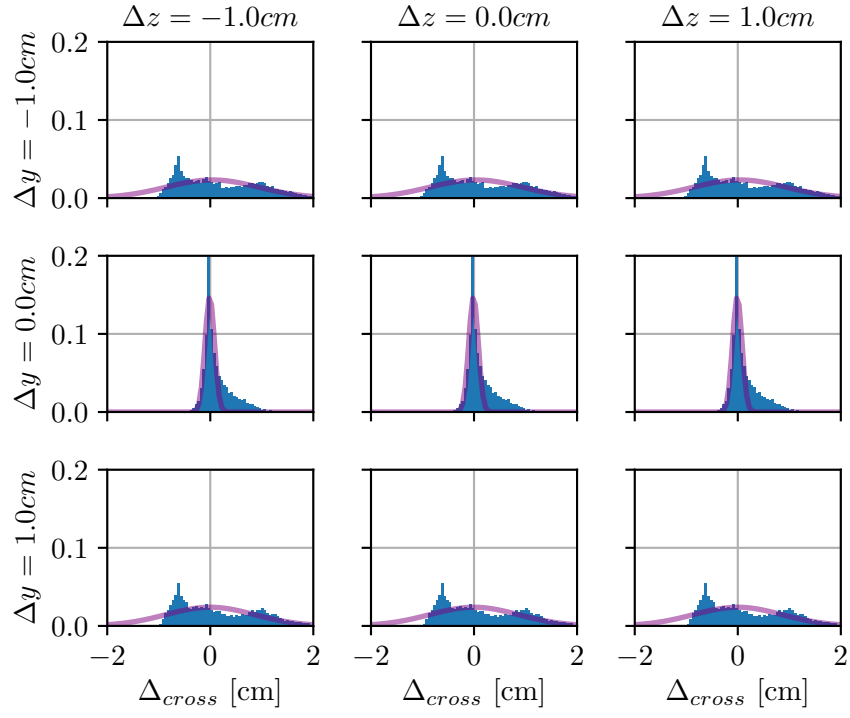 Δz = −1.0cm Δz = 0.0cm Δz = 1.0cm
Δy = −1.0cm
0.2
0.1
0.0
Δy = 0.0cm
0.2
0.1
0.0
Δy = 1.0cm
0.2
0.1
0.0
−2 0 2 −2 0 2 −2 0 2
Δcross [cm] Δcross [cm] Δcross [cm]